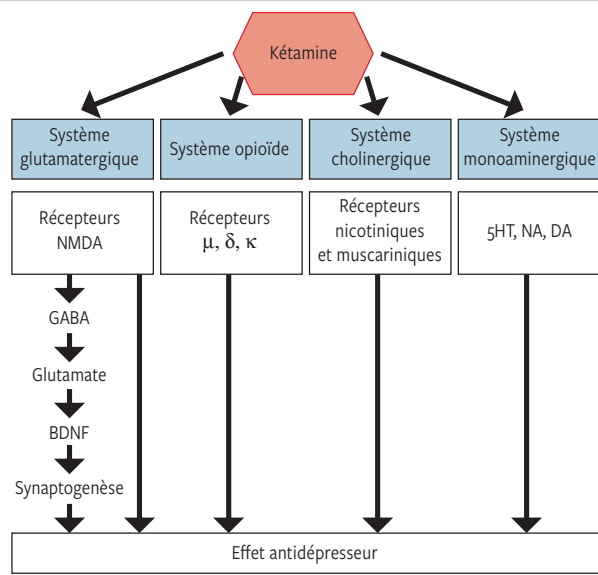 Kétamine
Système
glutamatergique
Système opioïde
Système
cholinergique
Système
monoaminergique
Récepteurs
NMDA
Récepteurs
μ, δ, κ
Récepteurs
nicotiniques
et muscariniques
5HT, NA, DA
GABA
Glutamate
BDNF
Synaptogenèse
Effet antidépresseur